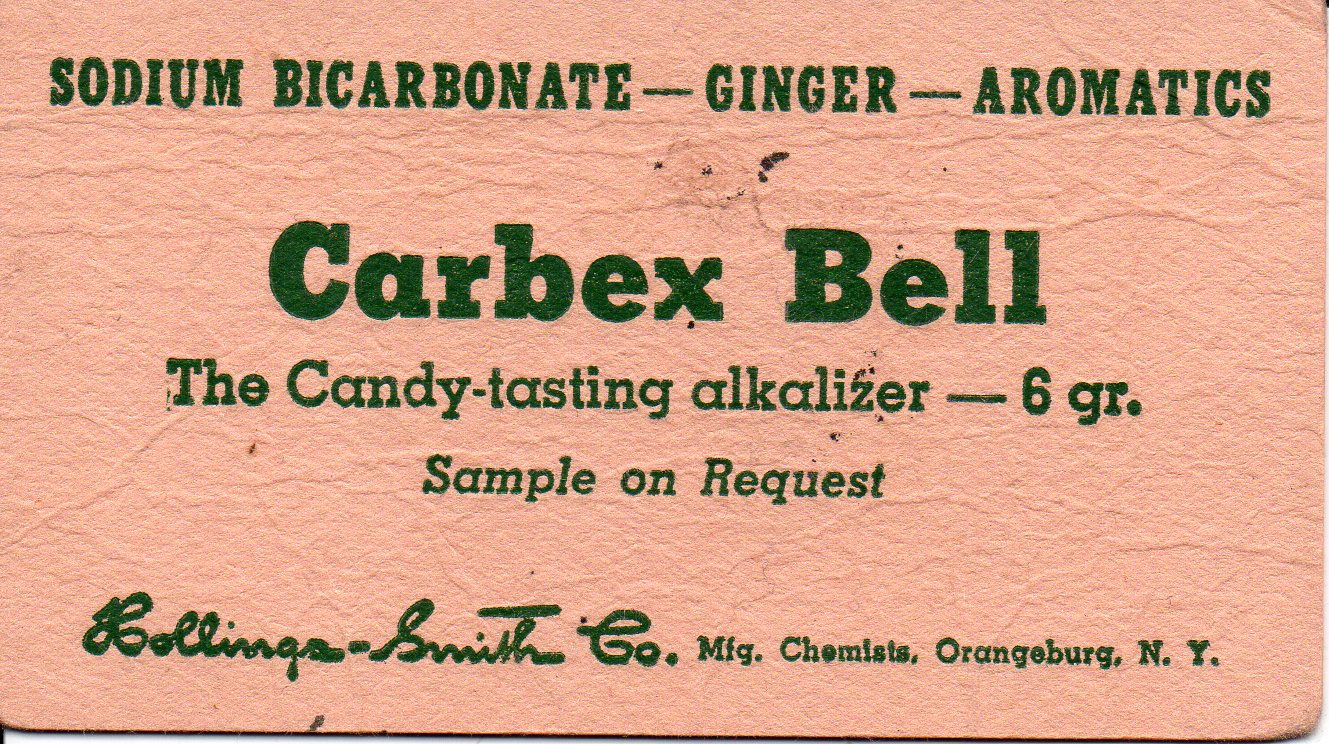 SODIUM BICARBONATE — GINGER — AROMATICS
Carbex Bell
The Candy-tasting alkalizer — 6 gr.
Sample on Request
Hollings-Smith Co. Mfg. Chemists, Orangeburg, N. Y.